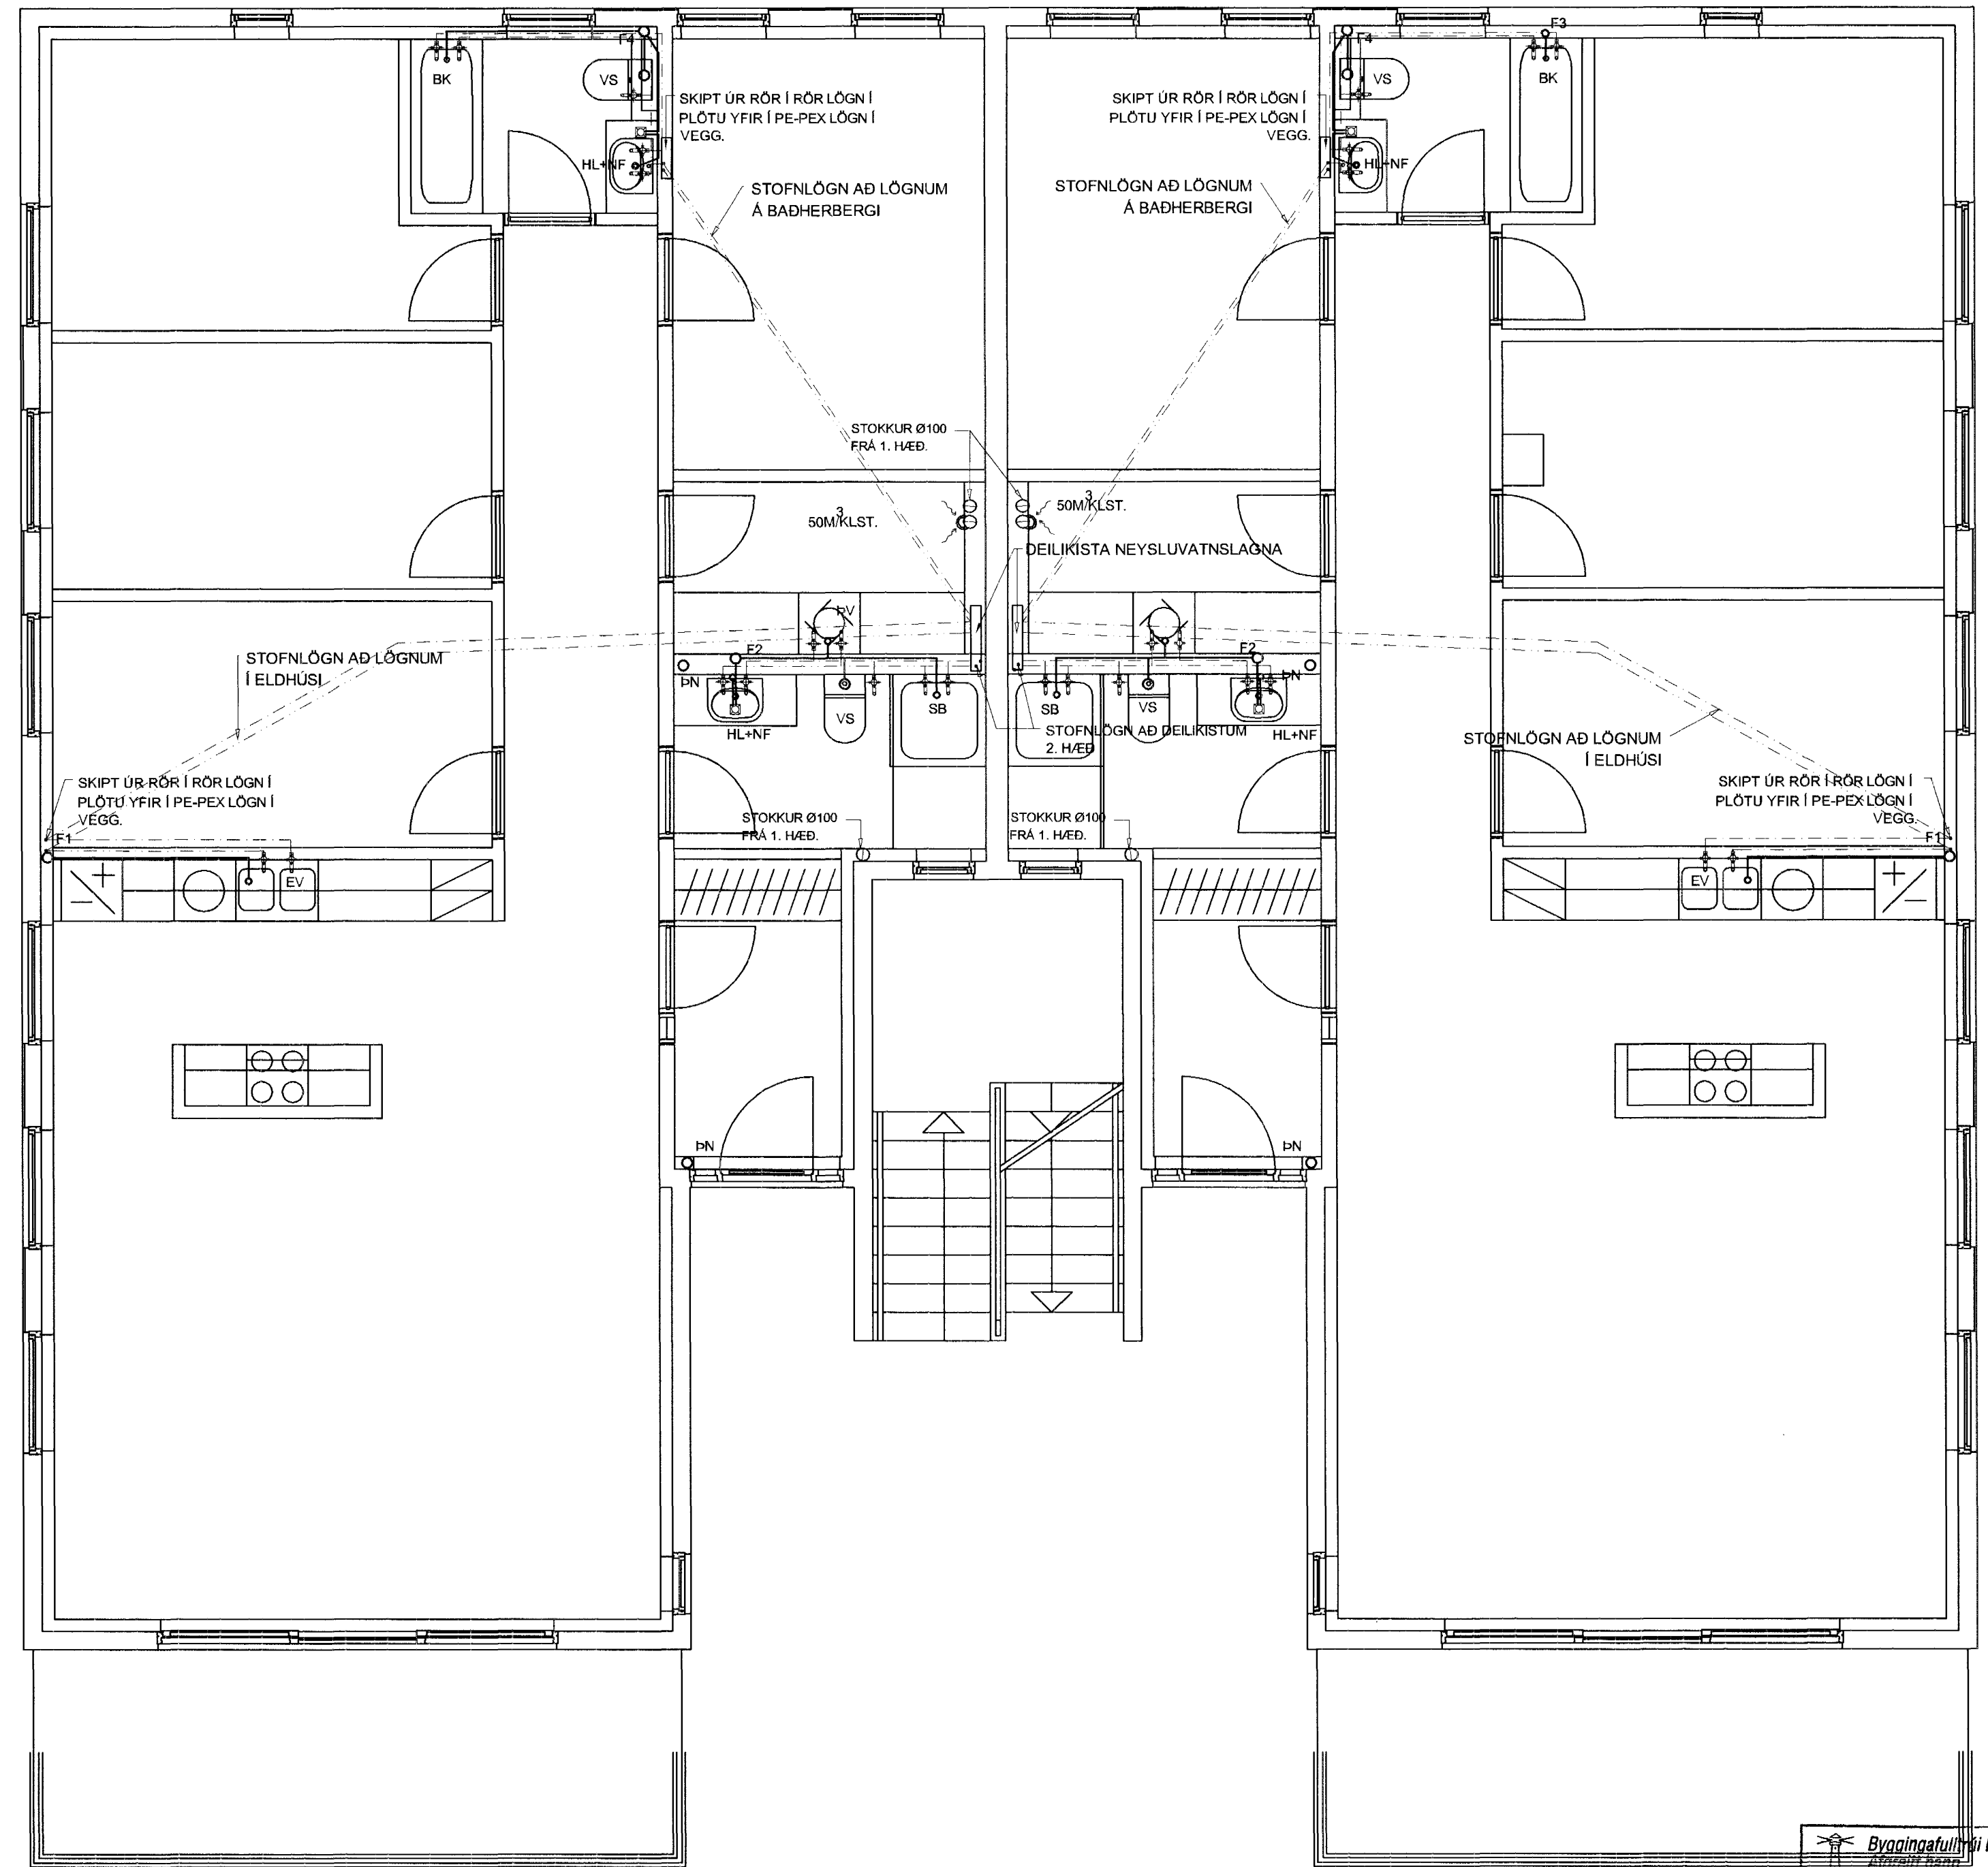 F4
F4
F3
BK
VS
VS
BK
SKIPT ÚR RÖR Í RÖR LÖGN Í
PLÖTU YFIR Í PE-PEX LÖGN Í
VEGG.
SKIPT ÚR RÖR Í RÖR LÖGN Í
PLÖTU YFIR Í PE-PEX LÖGN Í
VEGG.
HL+NF
HL+NF
STOFNLÖGN AÐ LÖGNUM
Á BAÐHERBERGI
STOFNLÖGN AÐ LÖGNUM
Á BAÐHERBERGI
STOKKUR Ø100
FRÁ 1. HÆÐ.
3
50M/KLST.
3
50M/KLST.
DEILIKISTA NEYSLUVATNSLAGNA
ÞV
STOFNLÖGN AÐ LÖGNUM
Í ELDHÚSI
F2
F2
ÞN
ÞN
VS
SB
SB
VS
HL+NF
HL+NF
STOFNLÖGN AÐ DEILIKISTUM
2. HÆÐ
STOFNLÖGN AÐ LÖGNUM
Í ELDHÚSI
SKIPT ÚR RÖR Í RÖR LÖGN Í
PLÖTU YFIR Í PE-PEX LÖGN Í
VEGG.
SKIPT ÚR RÖR Í RÖR LÖGN Í
PLÖTU YFIR Í PE-PEX LÖGN Í
VEGG.
STOKKUR Ø100
FRÁ 1. HÆÐ.
STOKKUR Ø100
FRÁ 1. HÆÐ.
F1
F1
EV
EV
ÞN
ÞN
Byggingafulltrúi